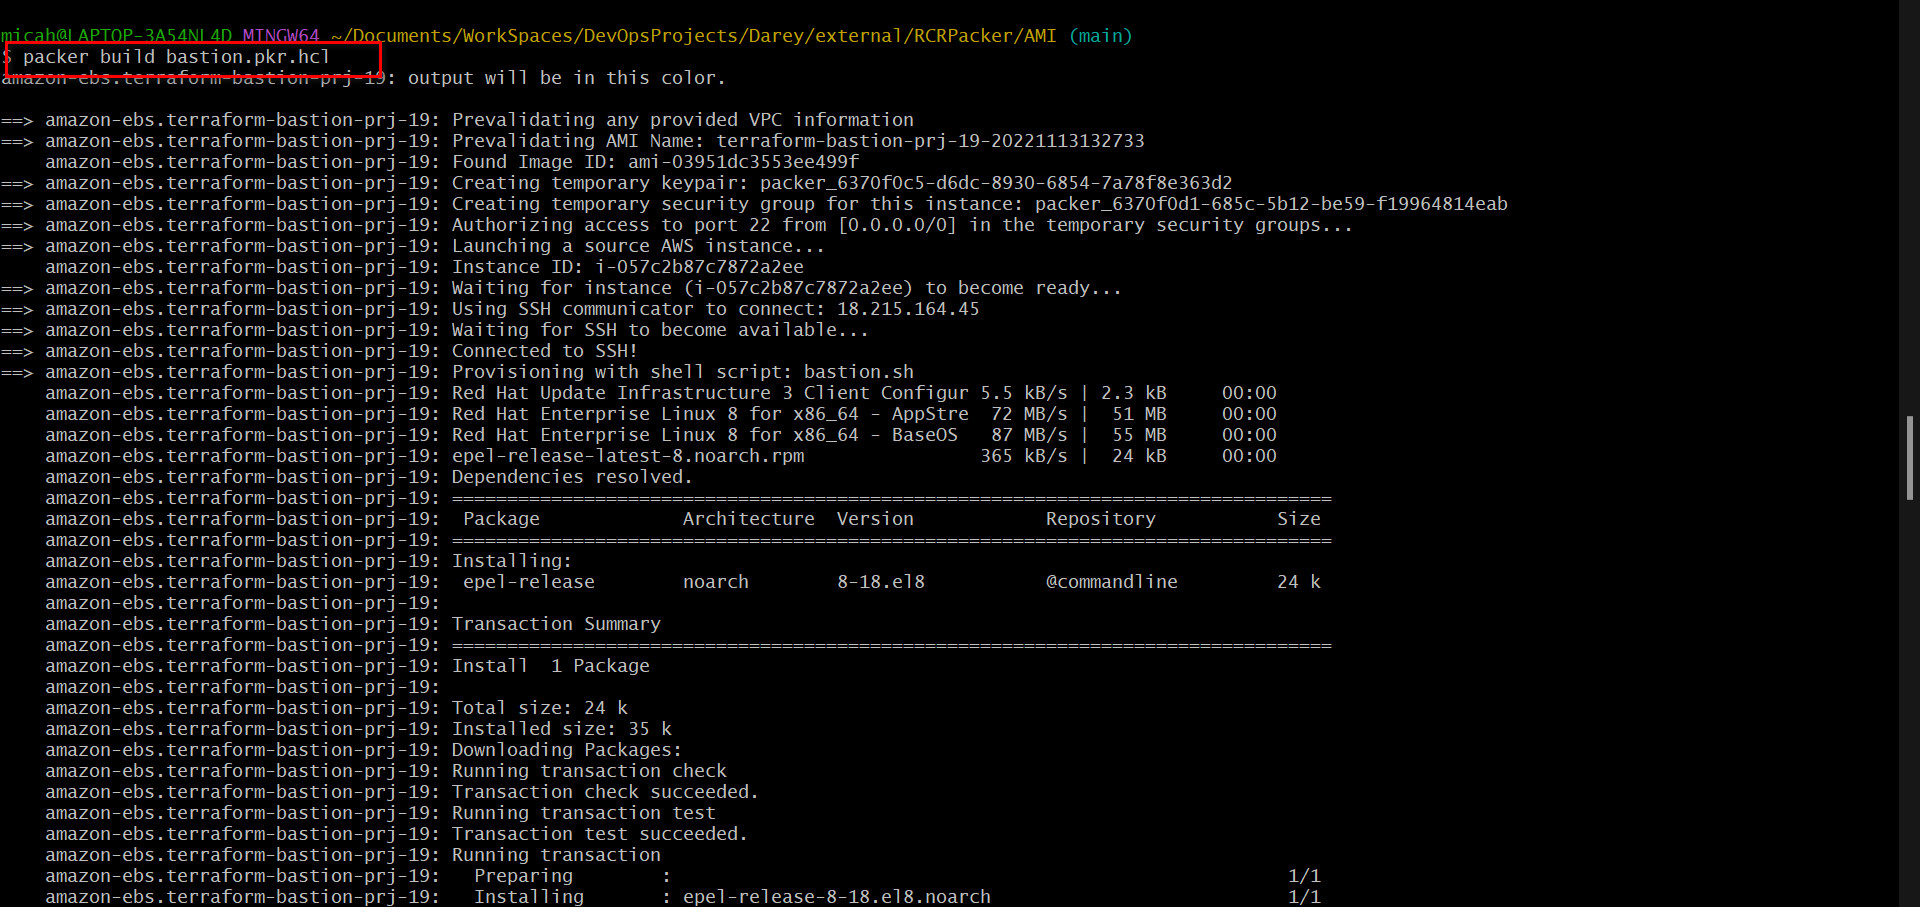 micah@LAPTOP-3A54NL4D MINGW64 ~/Documents/WorkSpaces/DevOpsProjects/Darey/external/RCRPacker/AMI (main)
$ packer build bastion.pkr.hcl
amazon-ebs.terraform-bastion-prj-19: output will be in this color.
==> amazon-ebs.terraform-bastion-prj-19: Prevalidating any provided VPC information
==> amazon-ebs.terraform-bastion-prj-19: Prevalidating AMI Name: terraform-bastion-prj-19-20221113132733
amazon-ebs.terraform-bastion-prj-19: Found Image ID: ami-03951dc3553ee499f
==> amazon-ebs.terraform-bastion-prj-19: Creating temporary keypair: packer_6370f0c5-d6dc-8930-6854-7a78f8e363d2
==> amazon-ebs.terraform-bastion-prj-19: Creating temporary security group for this instance: packer_6370f0d1-685c-5b12-be59-f19964814eab
==> amazon-ebs.terraform-bastion-prj-19: Authorizing access to port 22 from [0.0.0.0/0] in the temporary security groups...
==> amazon-ebs.terraform-bastion-prj-19: Launching a source AWS instance...
amazon-ebs.terraform-bastion-prj-19: Instance ID: i-057c2b87c7872a2ee
==> amazon-ebs.terraform-bastion-prj-19: Waiting for instance (i-057c2b87c7872a2ee) to become ready...
==> amazon-ebs.terraform-bastion-prj-19: Using SSH communicator to connect: 18.215.164.45
==> amazon-ebs.terraform-bastion-prj-19: Waiting for SSH to become available...
==> amazon-ebs.terraform-bastion-prj-19: Connected to SSH!
==> amazon-ebs.terraform-bastion-prj-19: Provisioning with shell script: bastion.sh
amazon-ebs.terraform-bastion-prj-19: Red Hat Update Infrastructure 3 Client Configur 5.5 kB/s | 2.3 kB     00:00
amazon-ebs.terraform-bastion-prj-19: Red Hat Enterprise Linux 8 for x86_64 - AppStre  72 MB/s |  51 MB     00:00
amazon-ebs.terraform-bastion-prj-19: Red Hat Enterprise Linux 8 for x86_64 - BaseOS   87 MB/s |  55 MB     00:00
amazon-ebs.terraform-bastion-prj-19: epel-release-latest-8.noarch.rpm                365 kB/s |  24 kB     00:00
amazon-ebs.terraform-bastion-prj-19: Dependencies resolved.
amazon-ebs.terraform-bastion-prj-19: ================================================================================
amazon-ebs.terraform-bastion-prj-19:  Package             Architecture  Version            Repository           Size
amazon-ebs.terraform-bastion-prj-19: ================================================================================
amazon-ebs.terraform-bastion-prj-19: Installing:
amazon-ebs.terraform-bastion-prj-19:  epel-release        noarch        8-18.el8           @commandline         24 k
amazon-ebs.terraform-bastion-prj-19:
amazon-ebs.terraform-bastion-prj-19: Transaction Summary
amazon-ebs.terraform-bastion-prj-19: ================================================================================
amazon-ebs.terraform-bastion-prj-19: Install  1 Package
amazon-ebs.terraform-bastion-prj-19:
amazon-ebs.terraform-bastion-prj-19: Total size: 24 k
amazon-ebs.terraform-bastion-prj-19: Installed size: 35 k
amazon-ebs.terraform-bastion-prj-19: Downloading Packages:
amazon-ebs.terraform-bastion-prj-19: Running transaction check
amazon-ebs.terraform-bastion-prj-19: Transaction check succeeded.
amazon-ebs.terraform-bastion-prj-19: Running transaction test
amazon-ebs.terraform-bastion-prj-19: Transaction test succeeded.
amazon-ebs.terraform-bastion-prj-19: Running transaction
amazon-ebs.terraform-bastion-prj-19:   Preparing        :                                                        1/1
amazon-ebs.terraform-bastion-prj-19:   Installing       : epel-release-8-18.el8.noarch                           1/1